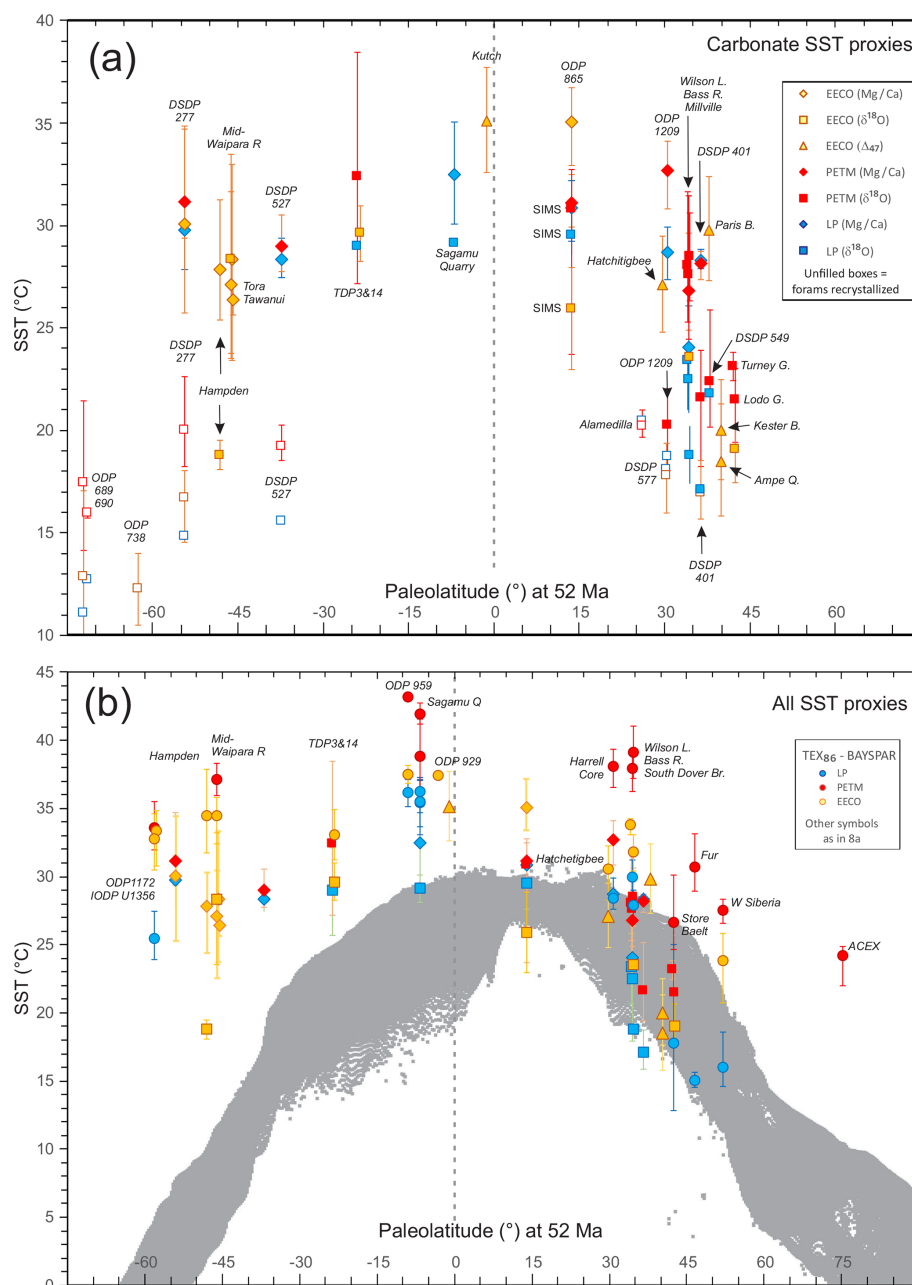 (a)
Carbonate SST proxies
40
35
30
25
20
15
10
SST (°C)
Kutch
ODP
865
Wilson L.
Bass R.
Millville
DSDP
277
Mid-
Waipara R
ODP
1209
DSDP 401
DSDP
527
EECO (Mg/Ca)
EECO (δ18O)
EECO (Δ47)
PETM (Mg/Ca)
PETM (δ18O)
LP (Mg/Ca)
LP (δ18O)
Unfilled boxes =
forams recrystallized
SIMS
SIMS
SIMS
Paris B.
Hatchitigbee
Sagamu
Quarry
Tora
Tawanui
TDP3&14
DSDP
277
DSDP 549
ODP 1209
Turney G.
Hampden
Lodo G.
Alamedilla
Kester B.
DSDP
577
Ampe Q.
ODP
689
690
DSDP
527
ODP
738
DSDP
401
Paleolatitude (°) at 52 Ma
-60
-45
-30
-15
0
15
30
45
60
(b)
All SST proxies
45
40
35
30
25
20
15
10
5
0
SST (°C)
ODP 959
Sagamu Q
Hampden
Mid-
Waipara R
TDP3&14
ODP 929
Harrell
Core
Wilson L.
Bass R.
South Dover Br.
TEX86 - BAYSPAR
LP
PETM
EECO
Other symbols
as in 8a
Hatchetigbee
Fur
ODP1172
IODP U1356
Store
Baelt
W Siberia
ACEX
Paleolatitude (°) at 52 Ma
-60
-45
-30
-15
0
15
30
45
60
75